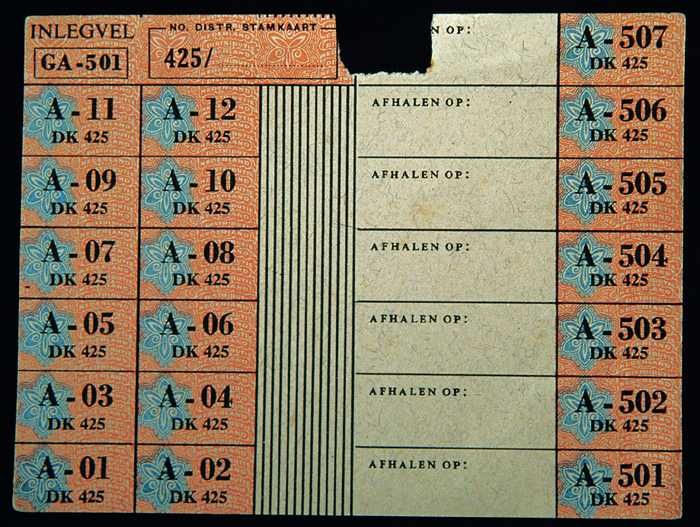 INLEGVEL
GA-501
NO. DISTR. STAMKAART
425/
OP:
A-507
DK 425
A-11
DK 425
A-12
DK 425
AFHALEN OP:
A-506
DK 425
A-09
DK 425
A-10
DK 425
AFHALEN OP:
A-505
DK 425
A-07
DK 425
A-08
DK 425
AFHALEN OP:
A-504
DK 425
A-05
DK 425
A-06
DK 425
AFHALEN OP:
A-503
DK 425
A-03
DK 425
A-04
DK 425
AFHALEN OP:
A-502
DK 425
A-01
DK 425
A-02
DK 425
AFHALEN OP:
A-501
DK 425